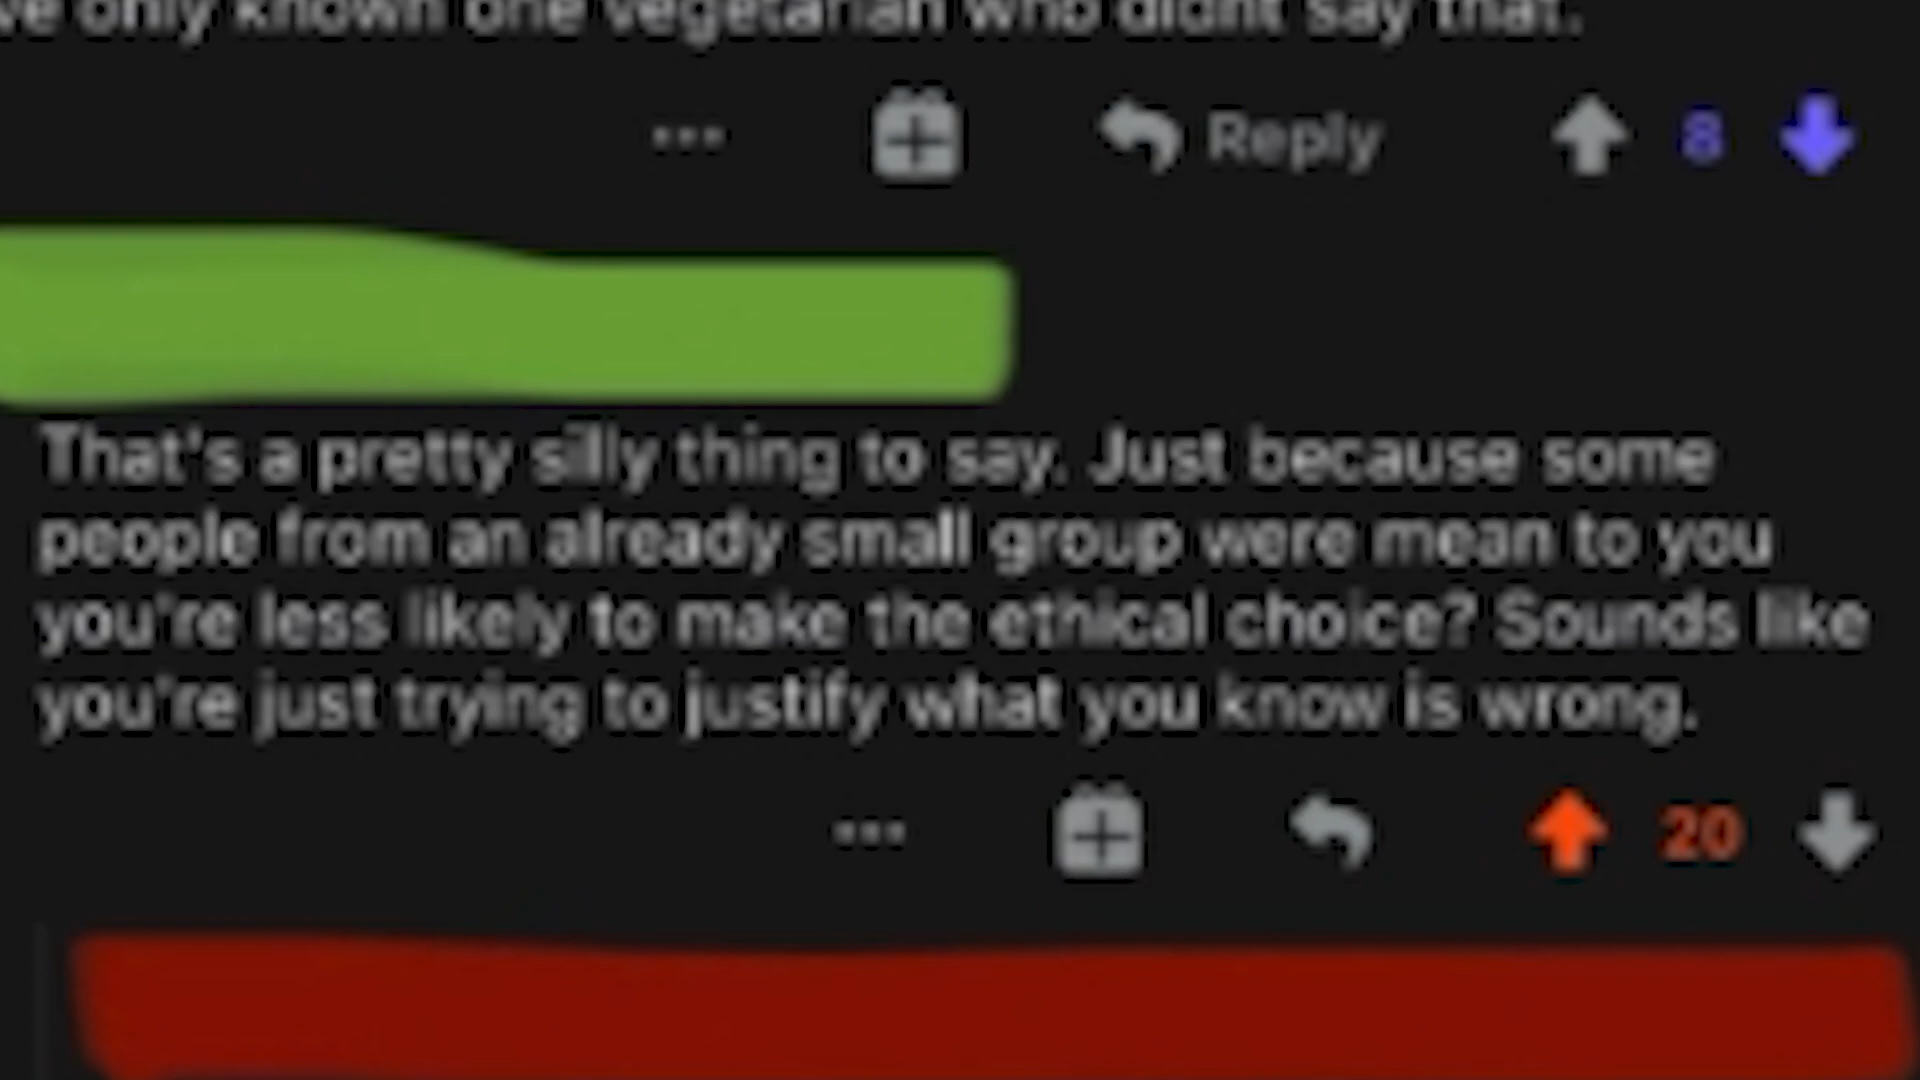 ve only known one vegetarian who didnt say that.
Reply 8
That's a pretty silly thing to say. Just because some
people from an already small group were mean to you
you're less likely to make the ethical choice? Sounds like
you're just trying to justify what you know is wrong.
20